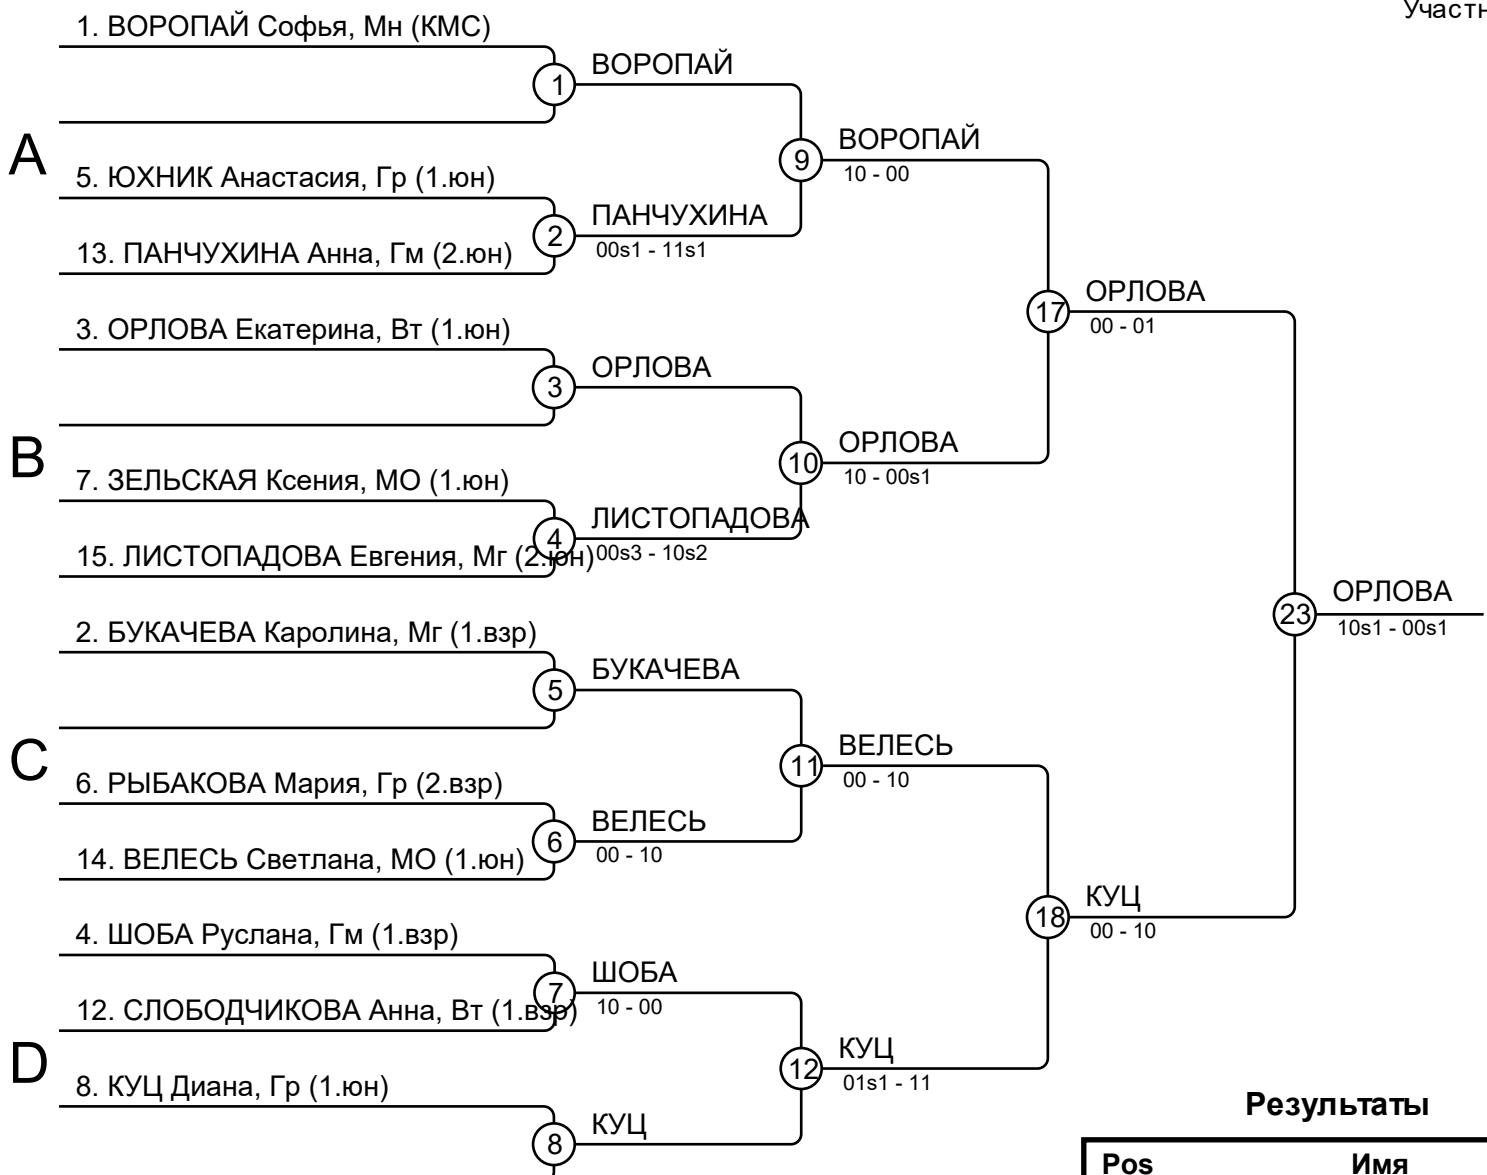 Участн
1. ВОРОПАЙ Софья, Мн (КМС)
1
ВОРОПАЙ
A
9
ВОРОПАЙ
10 - 00
5. ЮХНИК Анастасия, Гр (1.юн)
2
ПАНЧУХИНА
00s1 - 11s1
13. ПАНЧУХИНА Анна, Гм (2.юн)
17
ОРЛОВА
00 - 01
3. ОРЛОВА Екатерина, Вт (1.юн)
3
ОРЛОВА
B
10
ОРЛОВА
10 - 00s1
7. ЗЕЛЬСКАЯ Ксения, МО (1.юн)
4
ЛИСТОПАДОВА
00s3 - 10s2
15. ЛИСТОПАДОВА Евгения, Мг (2.юн)
23
ОРЛОВА
10s1 - 00s1
2. БУКАЧЕВА Каролина, Мг (1.взр)
5
БУКАЧЕВА
C
11
ВЕЛЕСЬ
00 - 10
6. РЫБАКОВА Мария, Гр (2.взр)
6
ВЕЛЕСЬ
00 - 10
14. ВЕЛЕСЬ Светлана, МО (1.юн)
18
КУЦ
00 - 10
4. ШОБА Руслана, Гм (1.взр)
7
ШОБА
10 - 00
12. СЛОБОДЧИКОВА Анна, Вт (1.взр)
D
12
КУЦ
01s1 - 11
8. КУЦ Диана, Гр (1.юн)
8
КУЦ
Результаты
Pos Имя